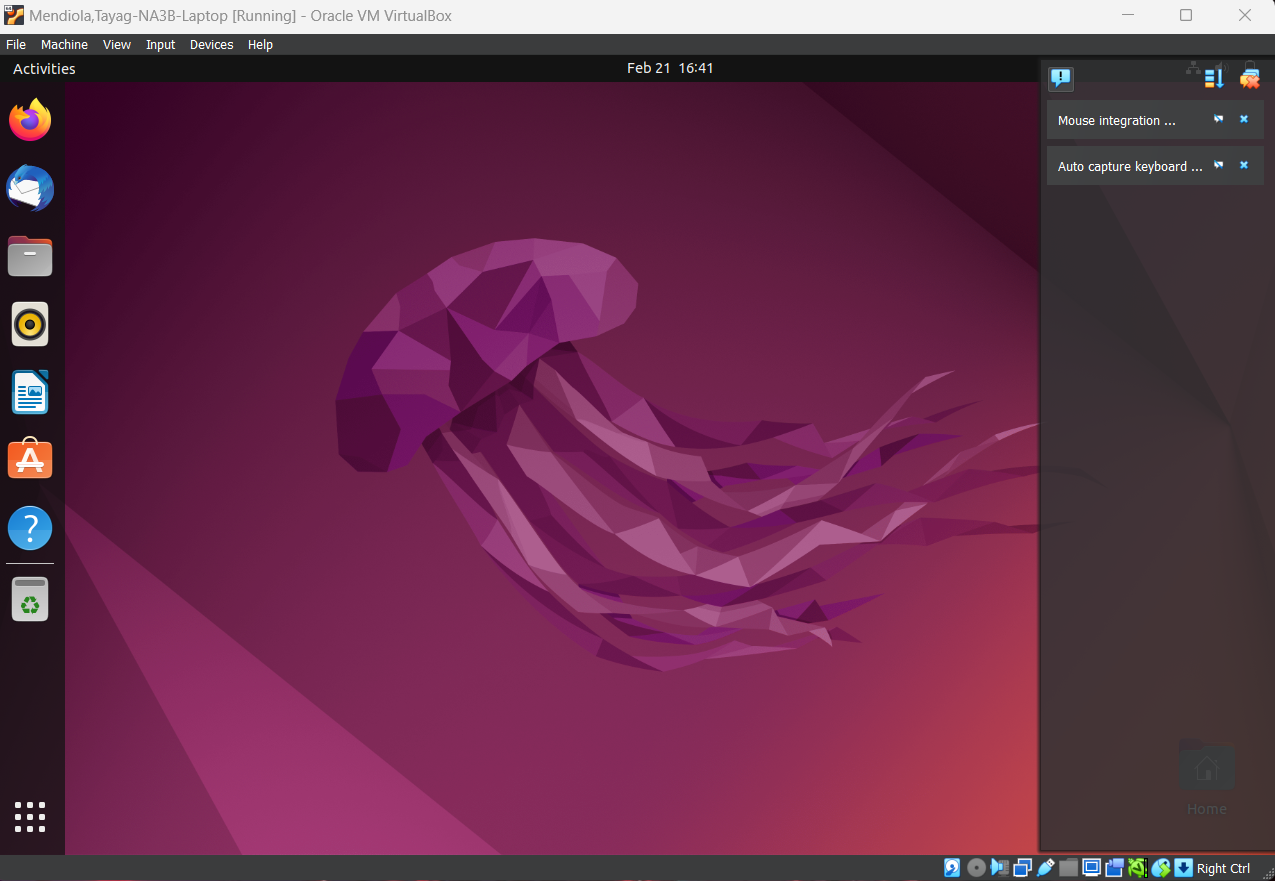 Mendiola,Tayag-NA3B-Laptop [Running] - Oracle VM VirtualBox
File Machine View Input Devices Help
Activities
Feb 21 16:41
Mouse integration ...
Auto capture keyboard ...
Home
Right Ctrl